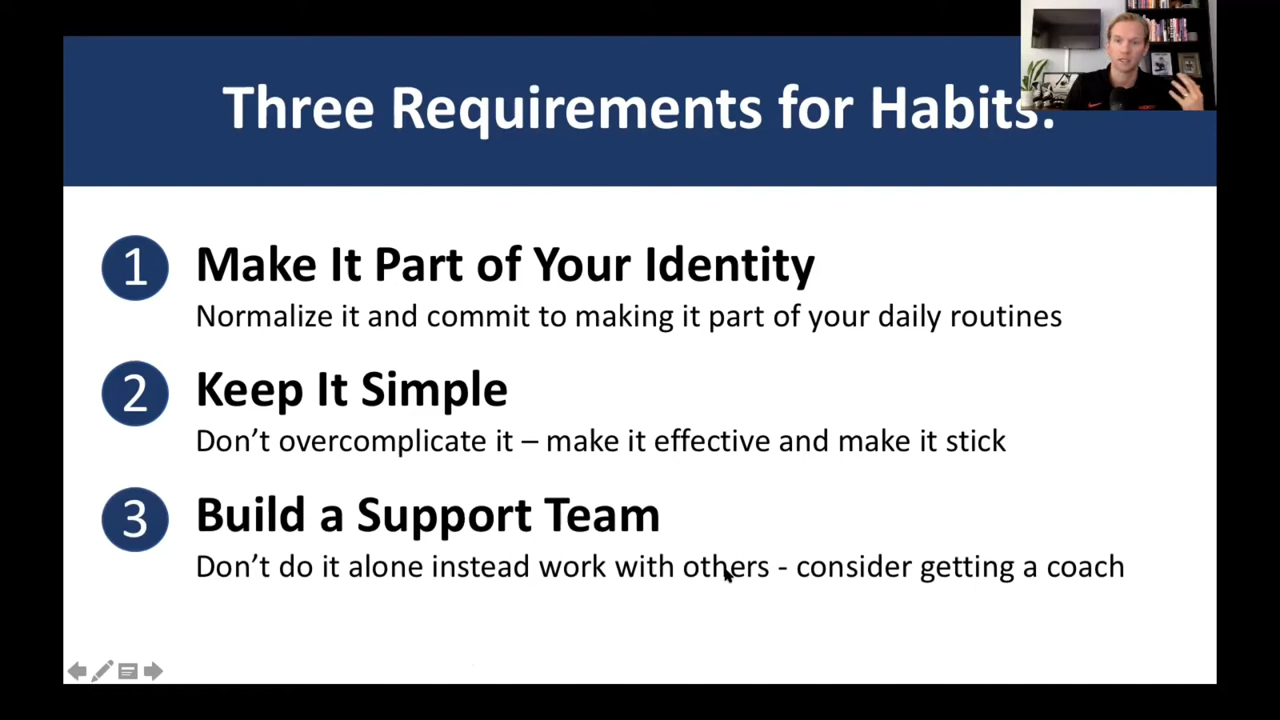 Three Requirements for Habits:
1 Make It Part of Your Identity
Normalize it and commit to making it part of your daily routines
2 Keep It Simple
Don’t overcomplicate it – make it effective and make it stick
3 Build a Support Team
Don’t do it alone instead work with others - consider getting a coach